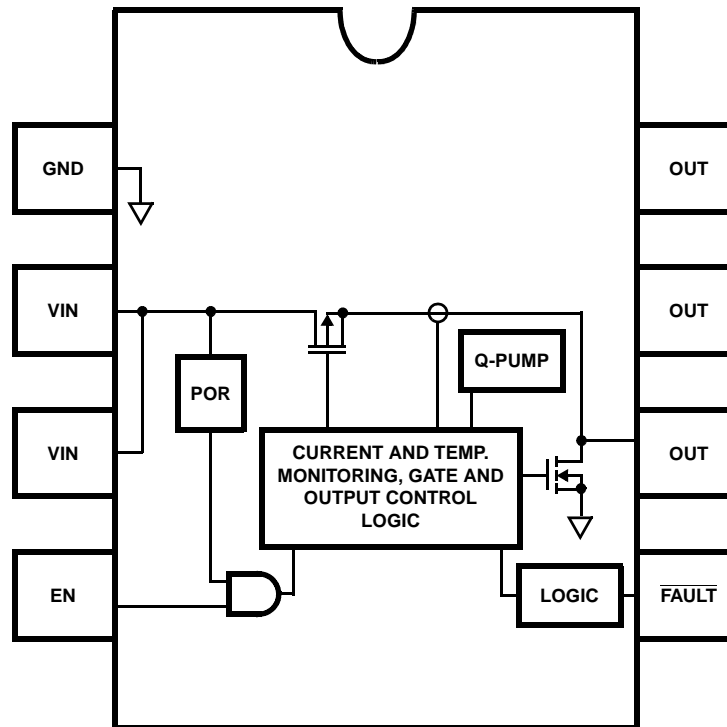 GND
OUT
VIN
OUT
POR
Q-PUMP
VIN
CURRENT AND TEMP.
MONITORING, GATE AND
OUTPUT CONTROL
LOGIC
OUT
EN
LOGIC
FAULT